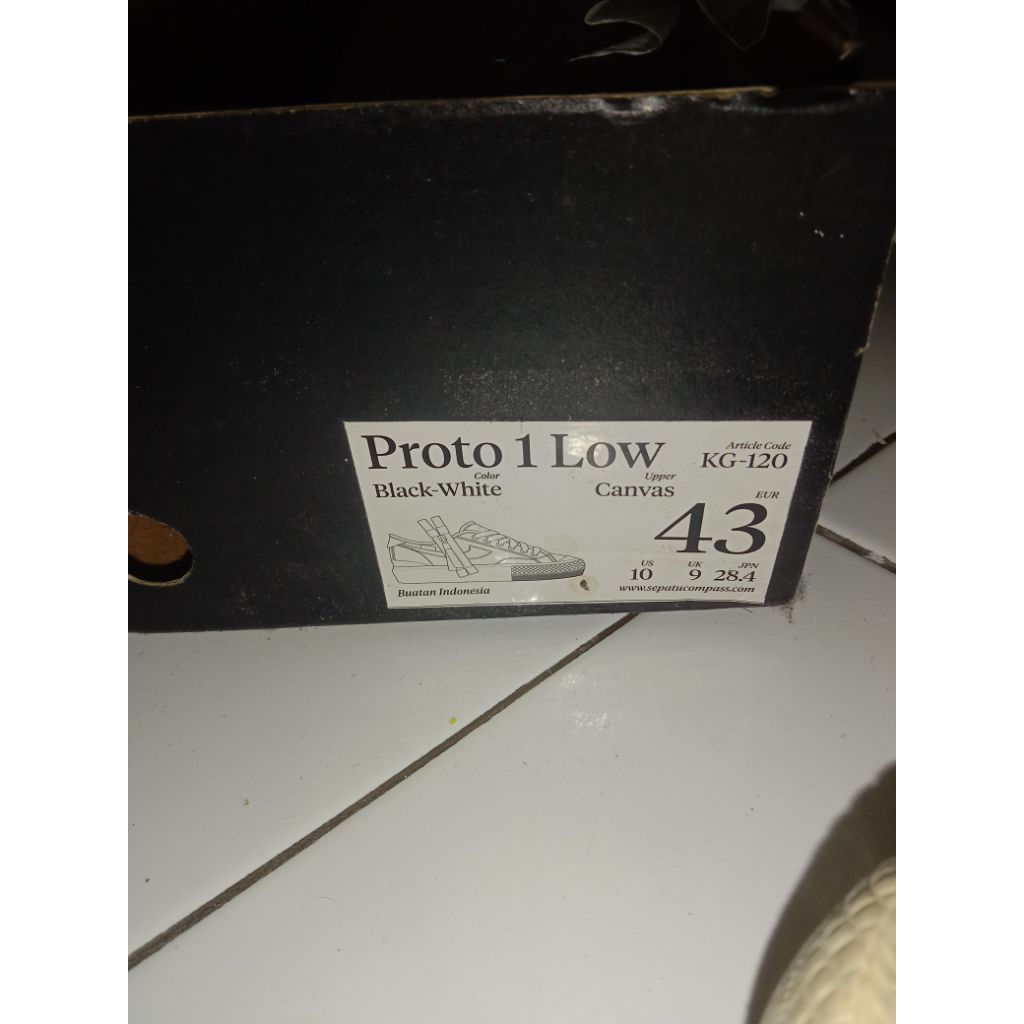 Proto 1 Low
Article Code
KG-120
Color
Black-White
Upper
Canvas
EUR
43
US
10
UK
9
JPN
28.4
Buatan Indonesia
www.sepatucompass.com